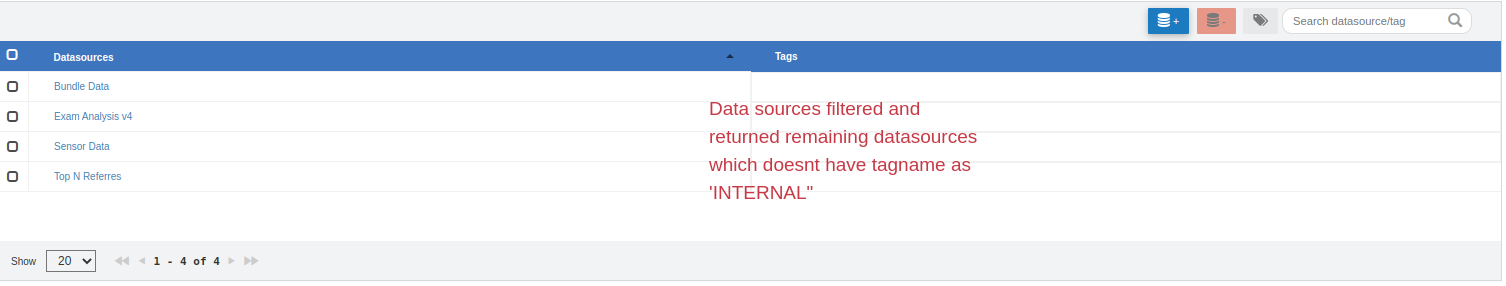 +
-
Search datasource/tag
Datasources
Tags
Bundle Data
Exam Analysis v4
Sensor Data
Top N Referres
Data sources filtered and
returned remaining datasources
which doesnt have tagname as
'INTERNAL"
Show 20 1 - 4 of 4